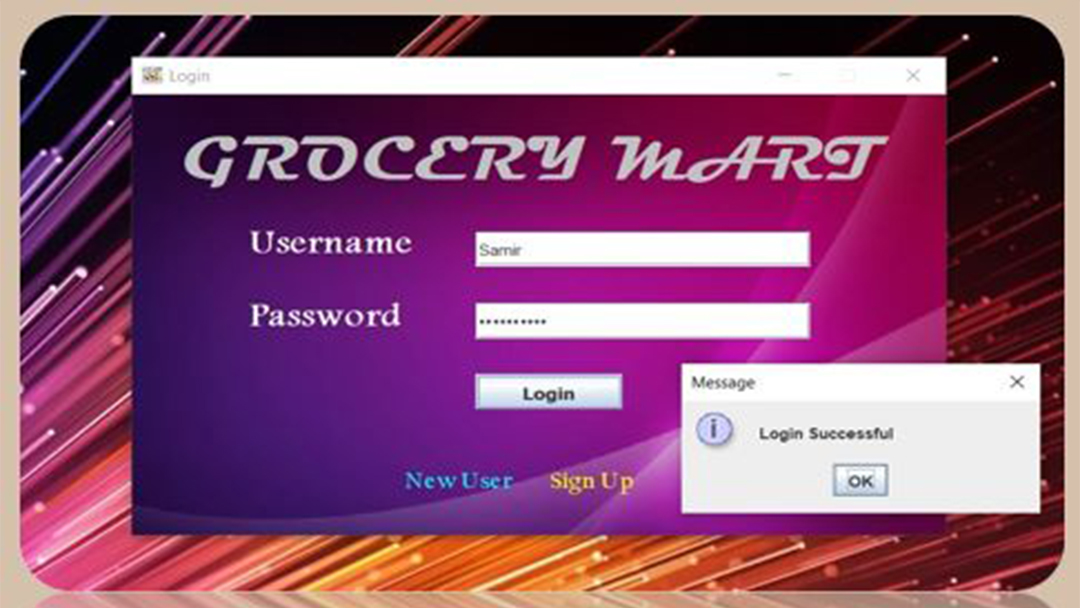 Login
GROCERY MART
Username
Samir
Password
••••••••••
Login
New User Sign Up
Message
i
Login Successful
OK